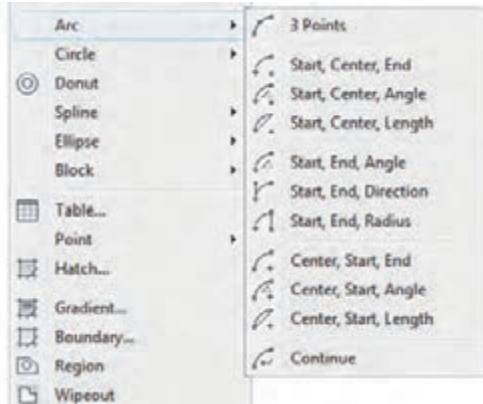 Arc
Circle
Donut
Spline
Ellipse
Block
Table...
Point
Hatch...
Gradient...
Boundary...
Region
Wipeout
3 Points
Start, Center, End
Start, Center, Angle
Start, Center, Length
Start, End, Angle
Start, End, Direction
Start, End, Radius
Center, Start, End
Center, Start, Angle
Center, Start, Length
Continue